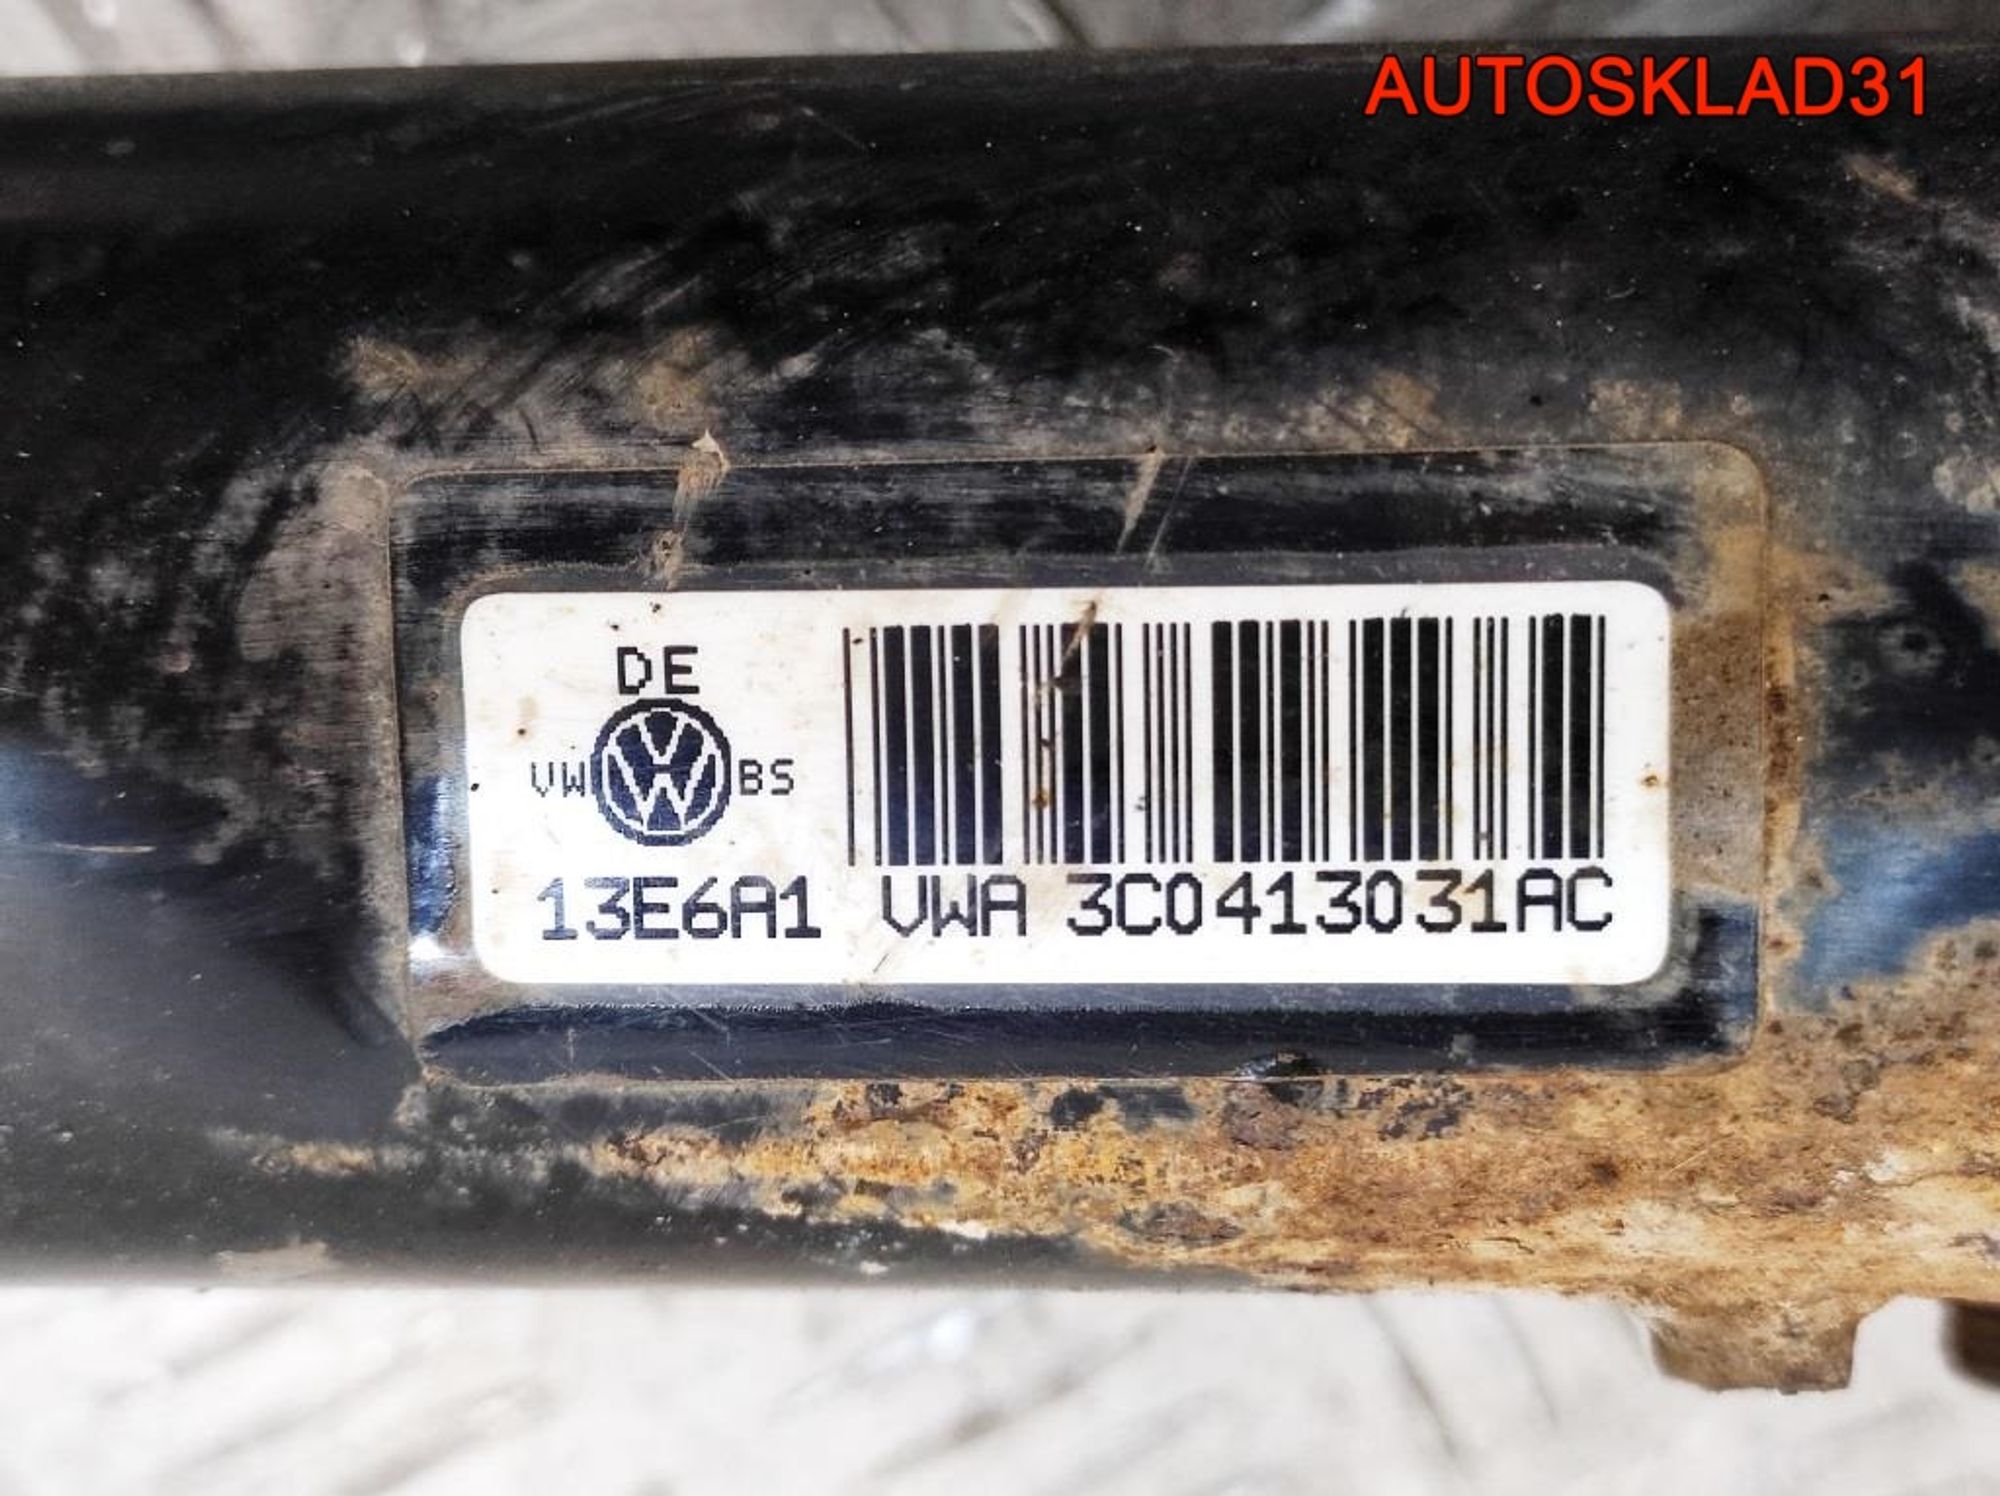 AUTOSKLAD31
DE
VW BS
13E6A1 VWA 3C0413031AC